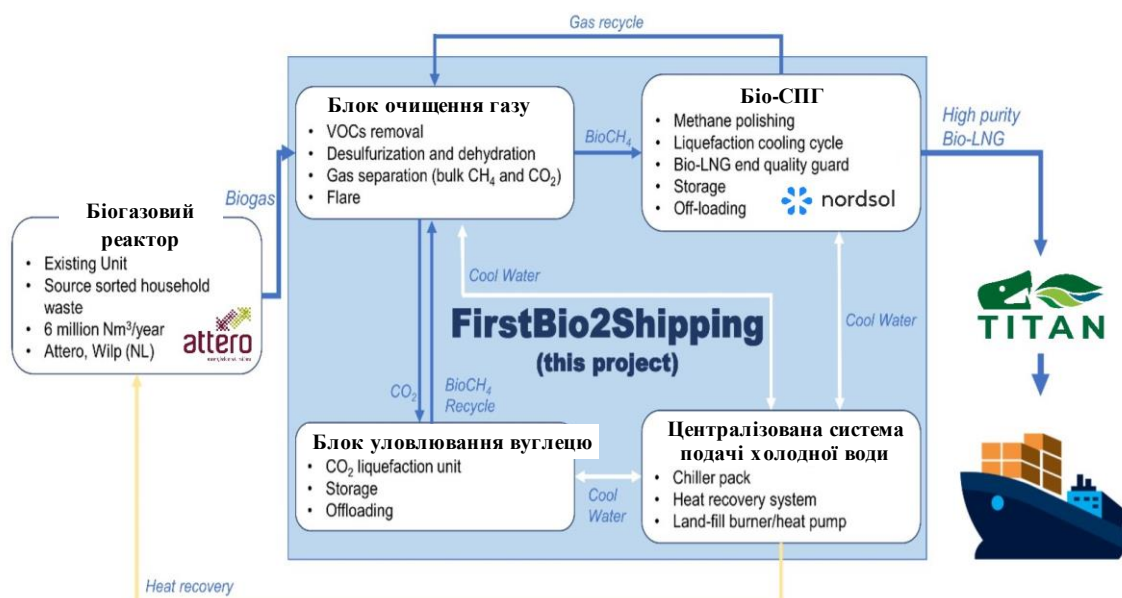 Gas recycle
Блок очищення газу
• VOCs removal
• Desulfurization and dehydration
• Gas separation (bulk CH₄ and CO₂)
• Flare
BioCH₄
Біо-СПГ
• Methane polishing
• Liquefaction cooling cycle
• Bio-LNG end quality guard
• Storage
• Off-loading
nordsol
High purity
Bio-LNG
Biogas
Біогазовий
реактор
• Existing Unit
• Source sorted household
waste
• 6 million Nm³/year
• Attero, Wilp (NL)
attero
Cool Water
FirstBio2Shipping
(this project)
Cool Water
TITAN
CO₂
BioCH₄
Recycle
Блок уловлювання вуглецю
• CO₂ liquefaction unit
• Storage
• Offloading
Cool
Water
Централізована система
подачі холодної води
• Chiller pack
• Heat recovery system
• Land-fill burner/heat pump
Heat recovery